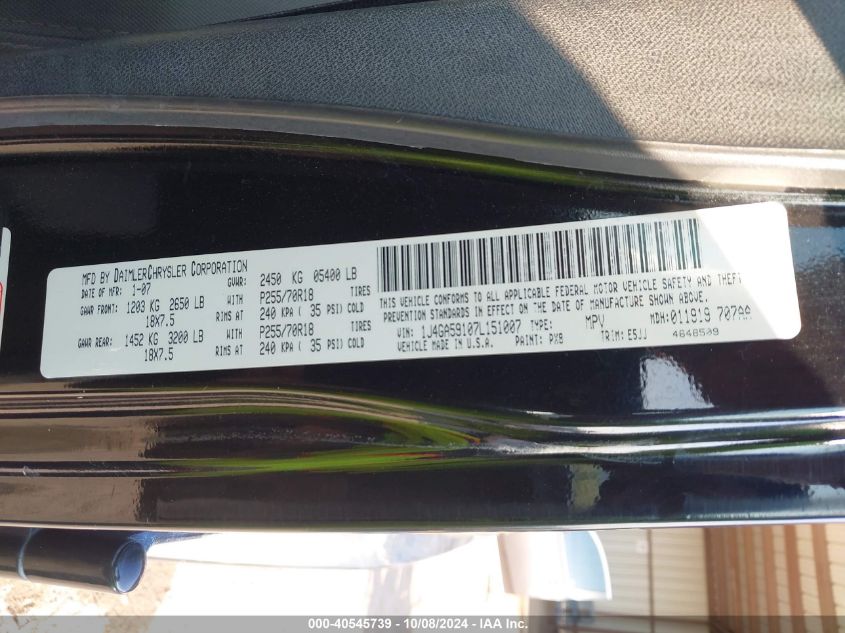 MFD BY DAIMLERCHRYSLER CORPORATION
DATE OF MFR: 1-07 GVWR: 2450 KG 05400 LB
GAWR FRONT: 1203 KG 2650 LB WITH P255/70R18 TIRES
18X7.5 RIMS AT 240 KPA ( 35 PSI) COLD
GAWR REAR: 1452 KG 3200 LB WITH P255/70R18 TIRES
18X7.5 RIMS AT 240 KPA ( 35 PSI) COLD
THIS VEHICLE CONFORMS TO ALL APPLICABLE FEDERAL MOTOR VEHICLE SAFETY AND THEFT
PREVENTION STANDARDS IN EFFECT ON THE DATE OF MANUFACTURE SHOWN ABOVE.
VIN: 1J4GA59107L151007 TYPE: MPV MDH:011919 707AA
VEHICLE MADE IN U.S.A. PAINT: PXB TRIM: E5JJ 4648509
000-40545739 - 10/08/2024 - IAA, Inc.